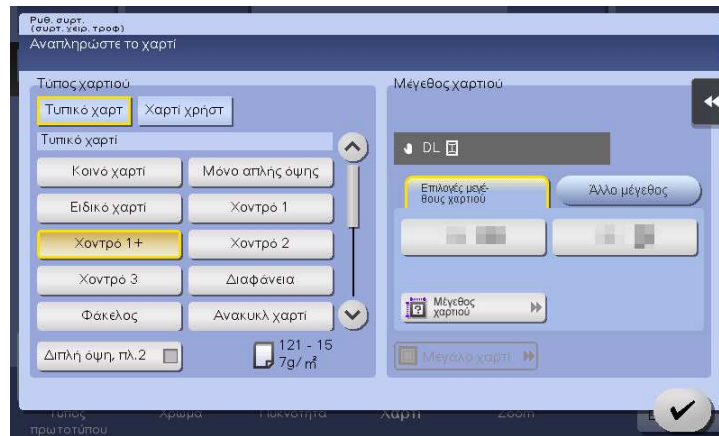 Ρυθ. συρτ.
(συρτ. χειρ. τροφ)
Αναπληρώστε το χαρτί
Τύπος χαρτιού
Τυπικό χαρτ
Χαρτί χρήστ
Τυπικό χαρτί
Κοινό χαρτί
Μόνο απλής όψης
Ειδικό χαρτί
Χοντρό 1
Χοντρό 1+
Χοντρό 2
Χοντρό 3
Διαφάνεια
Φάκελος
Ανακυκλ χαρτί
Διπλή όψη, πλ.2
121 - 15
7g/㎡
Μέγεθος χαρτιού
DL
Επιλογές μεγέ-
θους χαρτιού
Άλλο μέγεθος
Μέγεθος
χαρτιού
Μεγάλο χαρτί
Τύπος
πρωτοτύπου
Χρώμα
Πυκνότητα
Χαρτί
Zoom